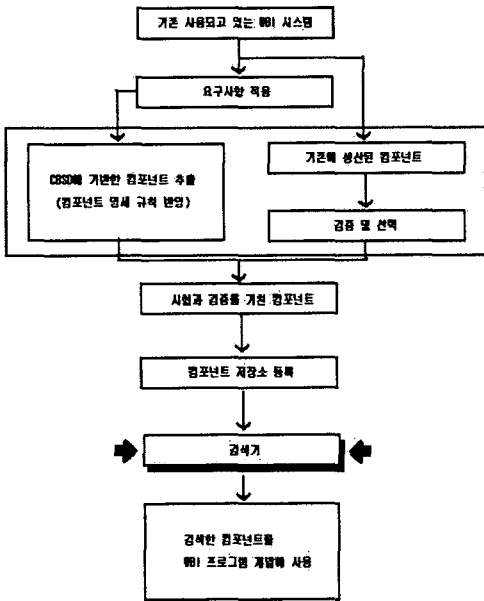 기존 사용되고 있는 WBI 시스템
요구사항 적용
CBSD에 기반한 컴포넌트 추출
(컴포넌트 명세 규칙 반영)
기존에 생산된 컴포넌트
검증 및 선택
시험과 검증을 거친 컴포넌트
컴포넌트 저장소 등록
검색기
검색한 컴포넌트를
WBI 프로그램 개발에 사용